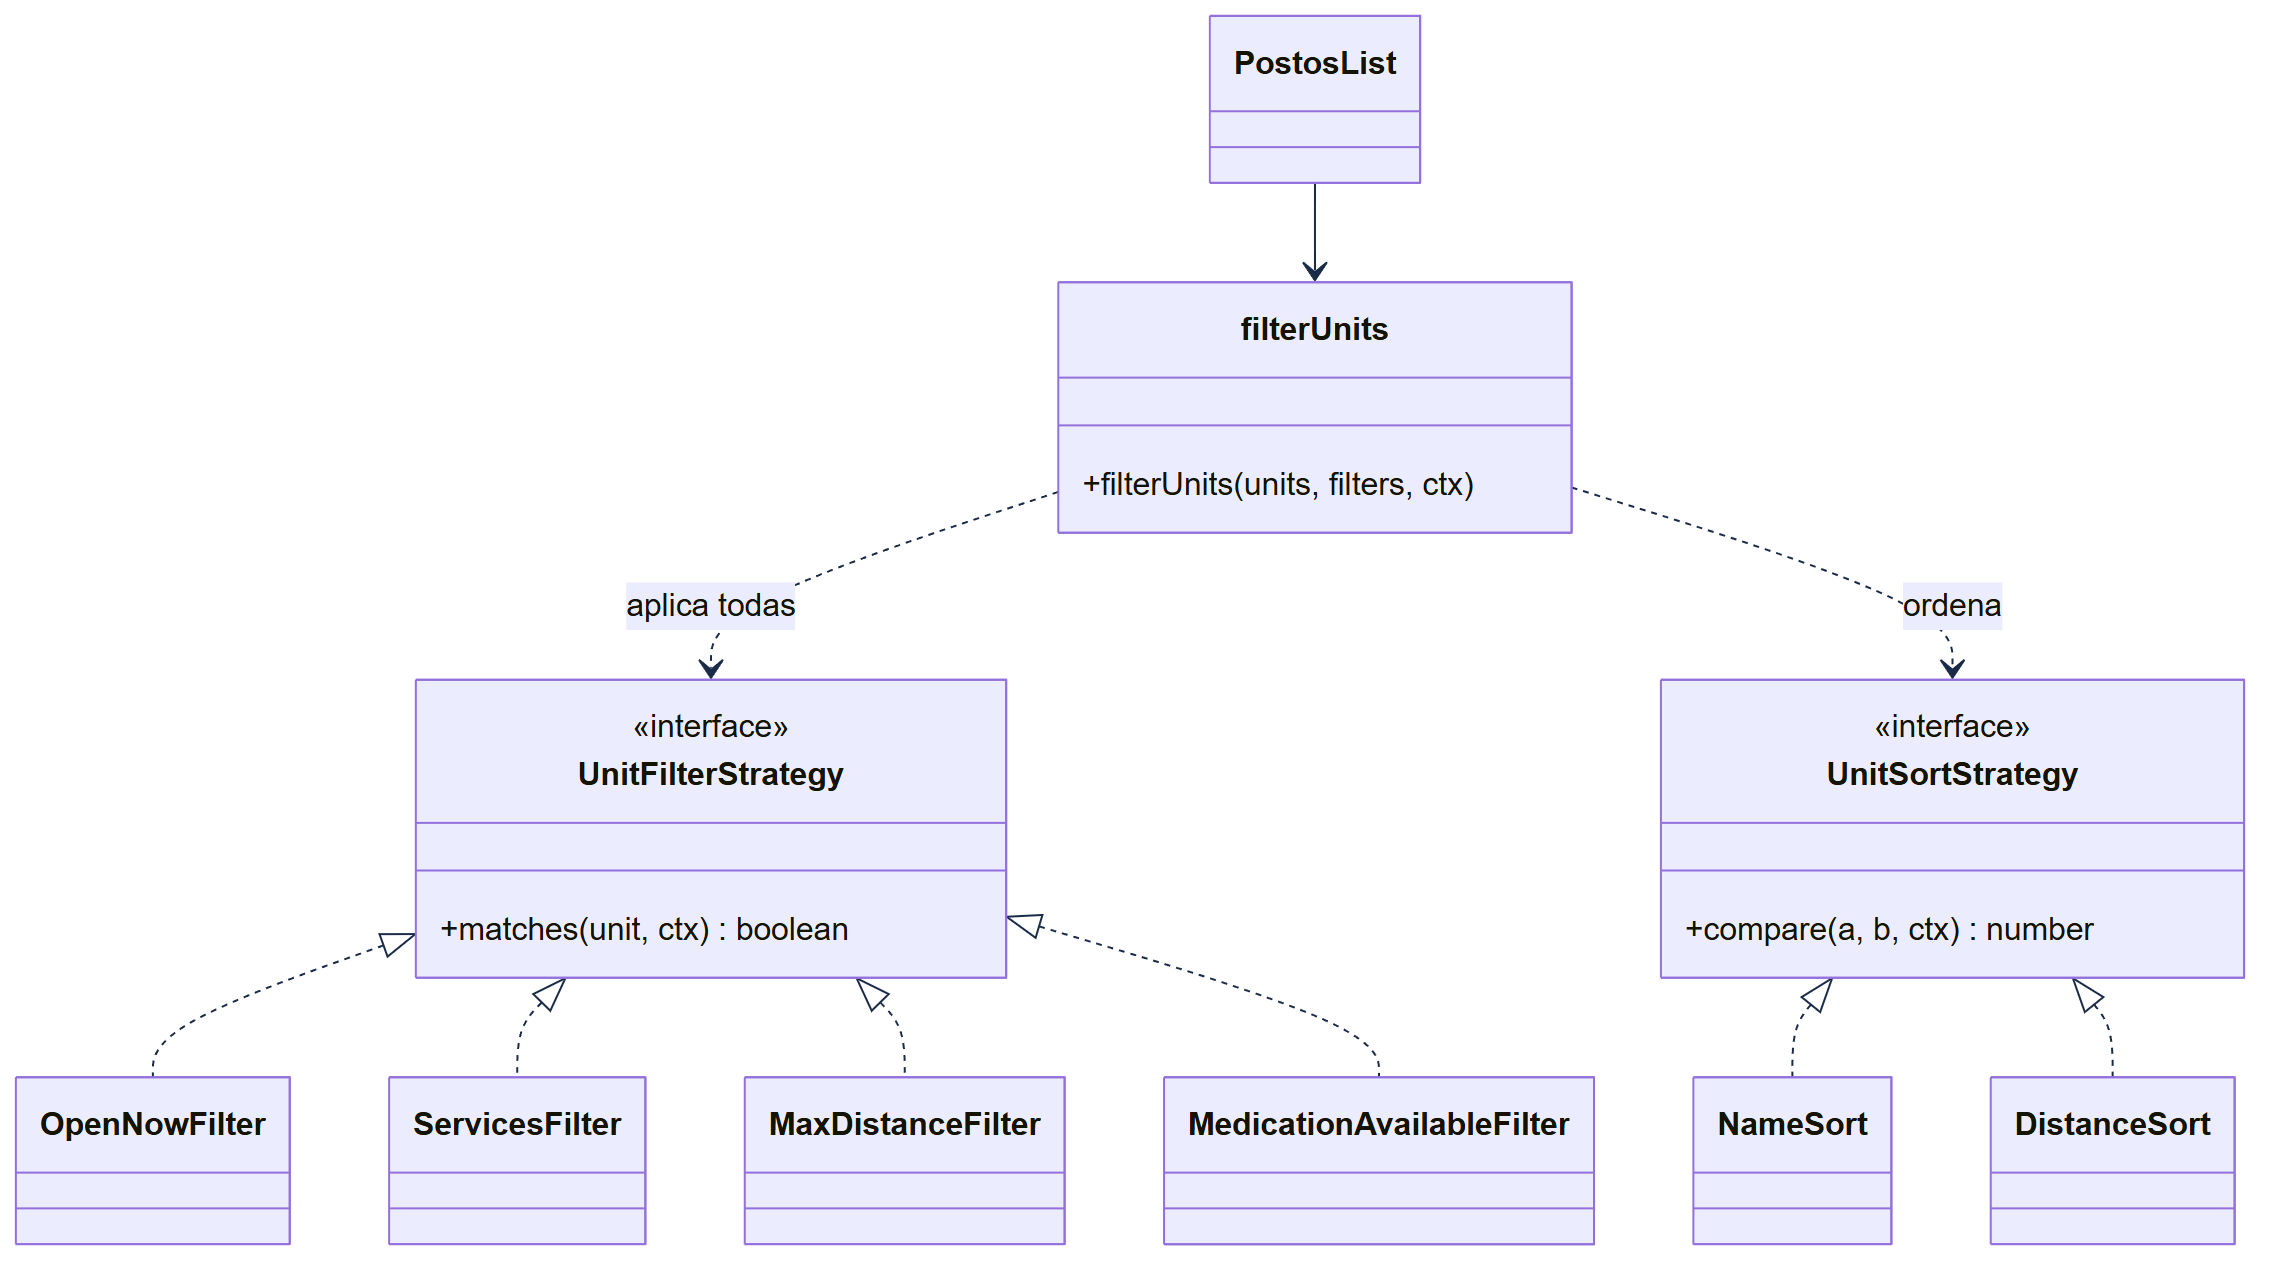 PostosList
filterUnits
+filterUnits(units, filters, ctx)
aplica todas
ordena
«interface»
UnitFilterStrategy
+matches(unit, ctx) : boolean
«interface»
UnitSortStrategy
+compare(a, b, ctx) : number
OpenNowFilter
ServicesFilter
MaxDistanceFilter
MedicationAvailableFilter
NameSort
DistanceSort